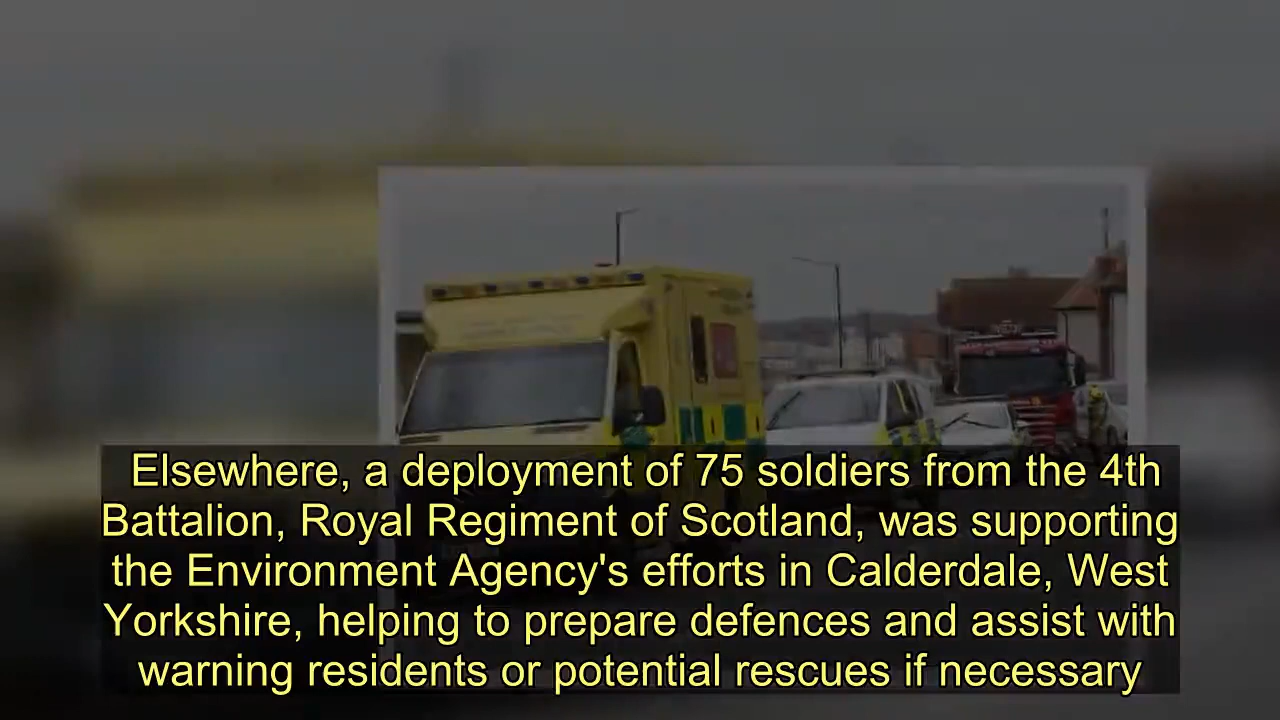 Elsewhere, a deployment of 75 soldiers from the 4th
Battalion, Royal Regiment of Scotland, was supporting
the Environment Agency's efforts in Calderdale, West
Yorkshire, helping to prepare defences and assist with
warning residents or potential rescues if necessary